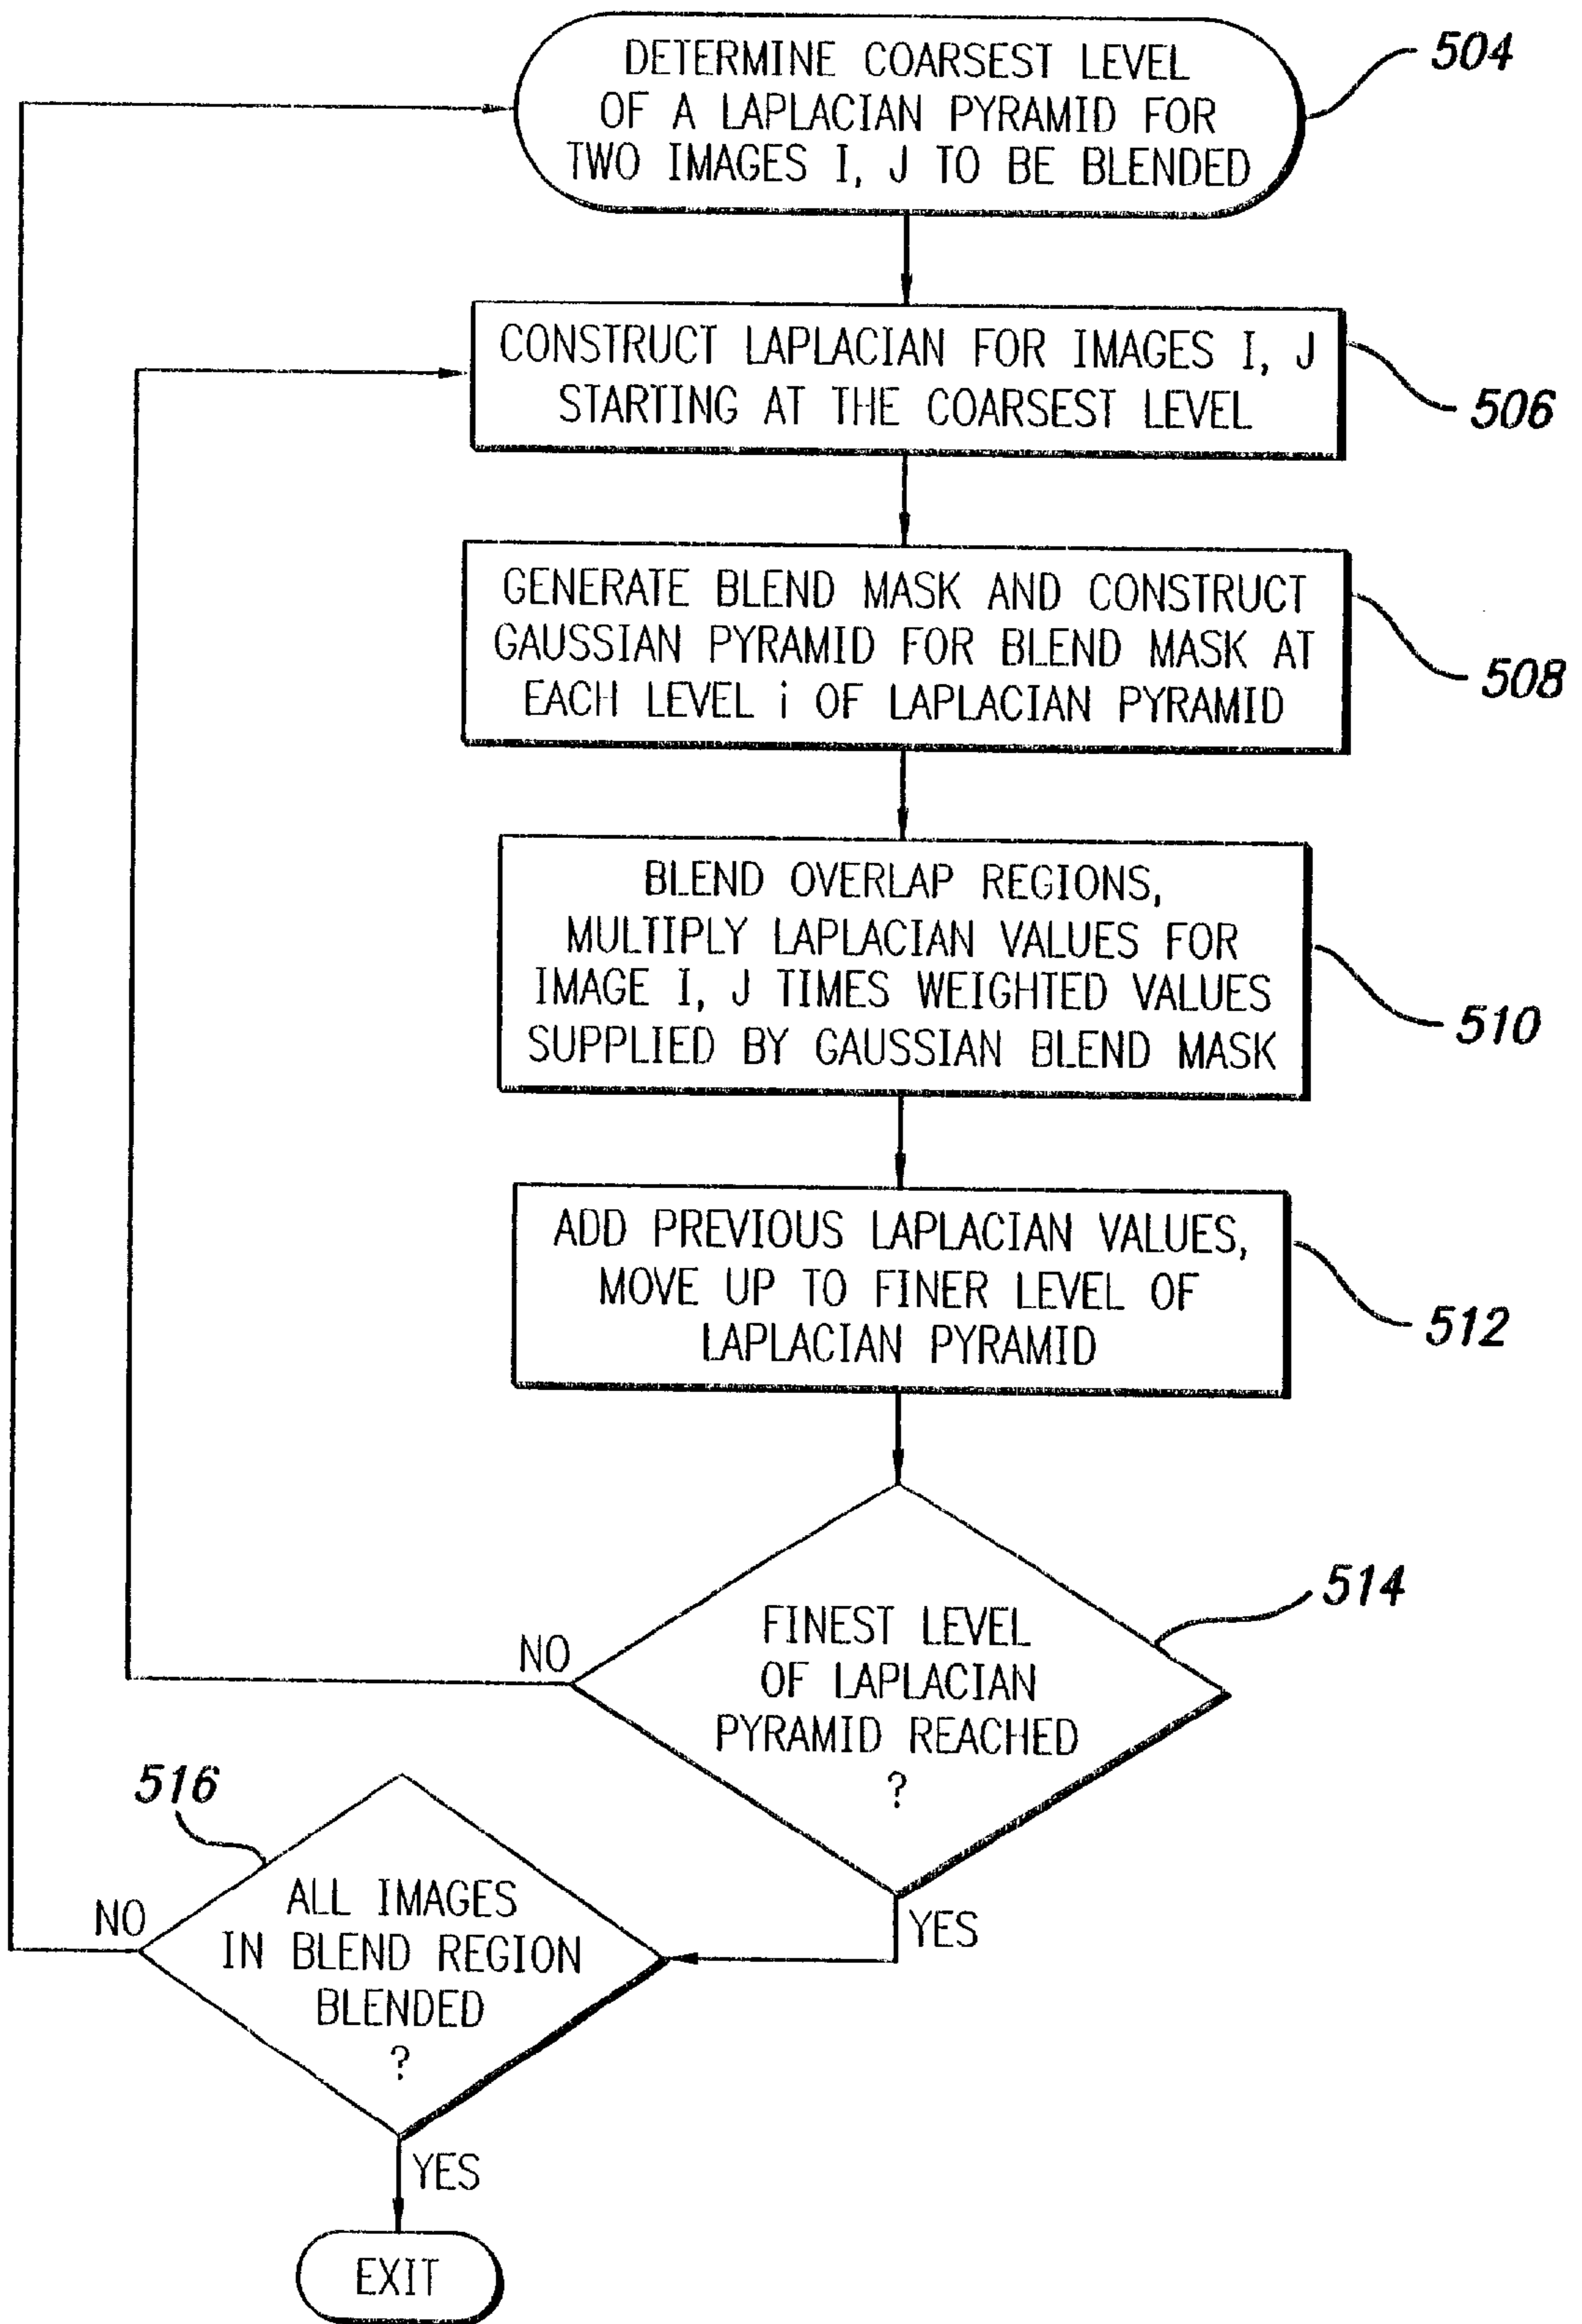 DETERMINE COARSEST LEVEL
OF A LAPLACIAN PYRAMID FOR
TWO IMAGES I, J TO BE BLENDED
504
CONSTRUCT LAPLACIAN FOR IMAGES I, J
STARTING AT THE COARSEST LEVEL
506
GENERATE BLEND MASK AND CONSTRUCT
GAUSSIAN PYRAMID FOR BLEND MASK AT
EACH LEVEL i OF LAPLACIAN PYRAMID
508
BLEND OVERLAP REGIONS,
MULTIPLY LAPLACIAN VALUES FOR
IMAGE I, J TIMES WEIGHTED VALUES
SUPPLIED BY GAUSSIAN BLEND MASK
510
ADD PREVIOUS LAPLACIAN VALUES,
MOVE UP TO FINER LEVEL OF
LAPLACIAN PYRAMID
512
FINEST LEVEL
OF LAPLACIAN
PYRAMID REACHED
?
514
NO
YES
516
ALL IMAGES
IN BLEND REGION
BLENDED
?
NO
YES
EXIT